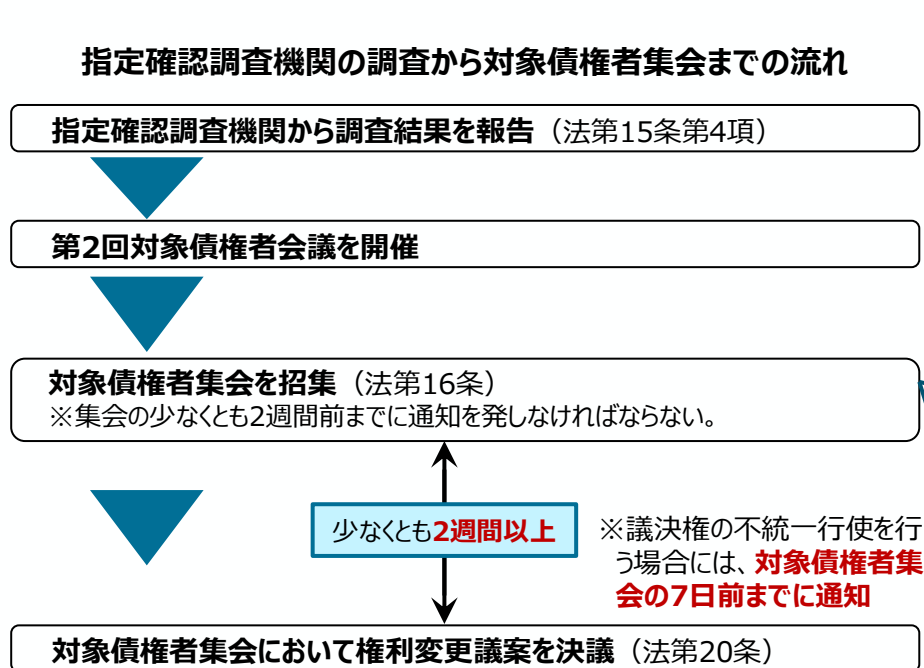 指定確認調査機関の調査から対象債権者集会までの流れ
指定確認調査機関から調査結果を報告（法第15条第4項）
第2回対象債権者会議を開催
対象債権者集会を招集（法第16条）
※集会の少なくとも2週間前までに通知を発しなければならない。
少なくとも2週間以上
※議決権の不統一行使を行
う場合には、対象債権者集
会の7日前までに通知
対象債権者集会において権利変更議案を決議（法第20条）